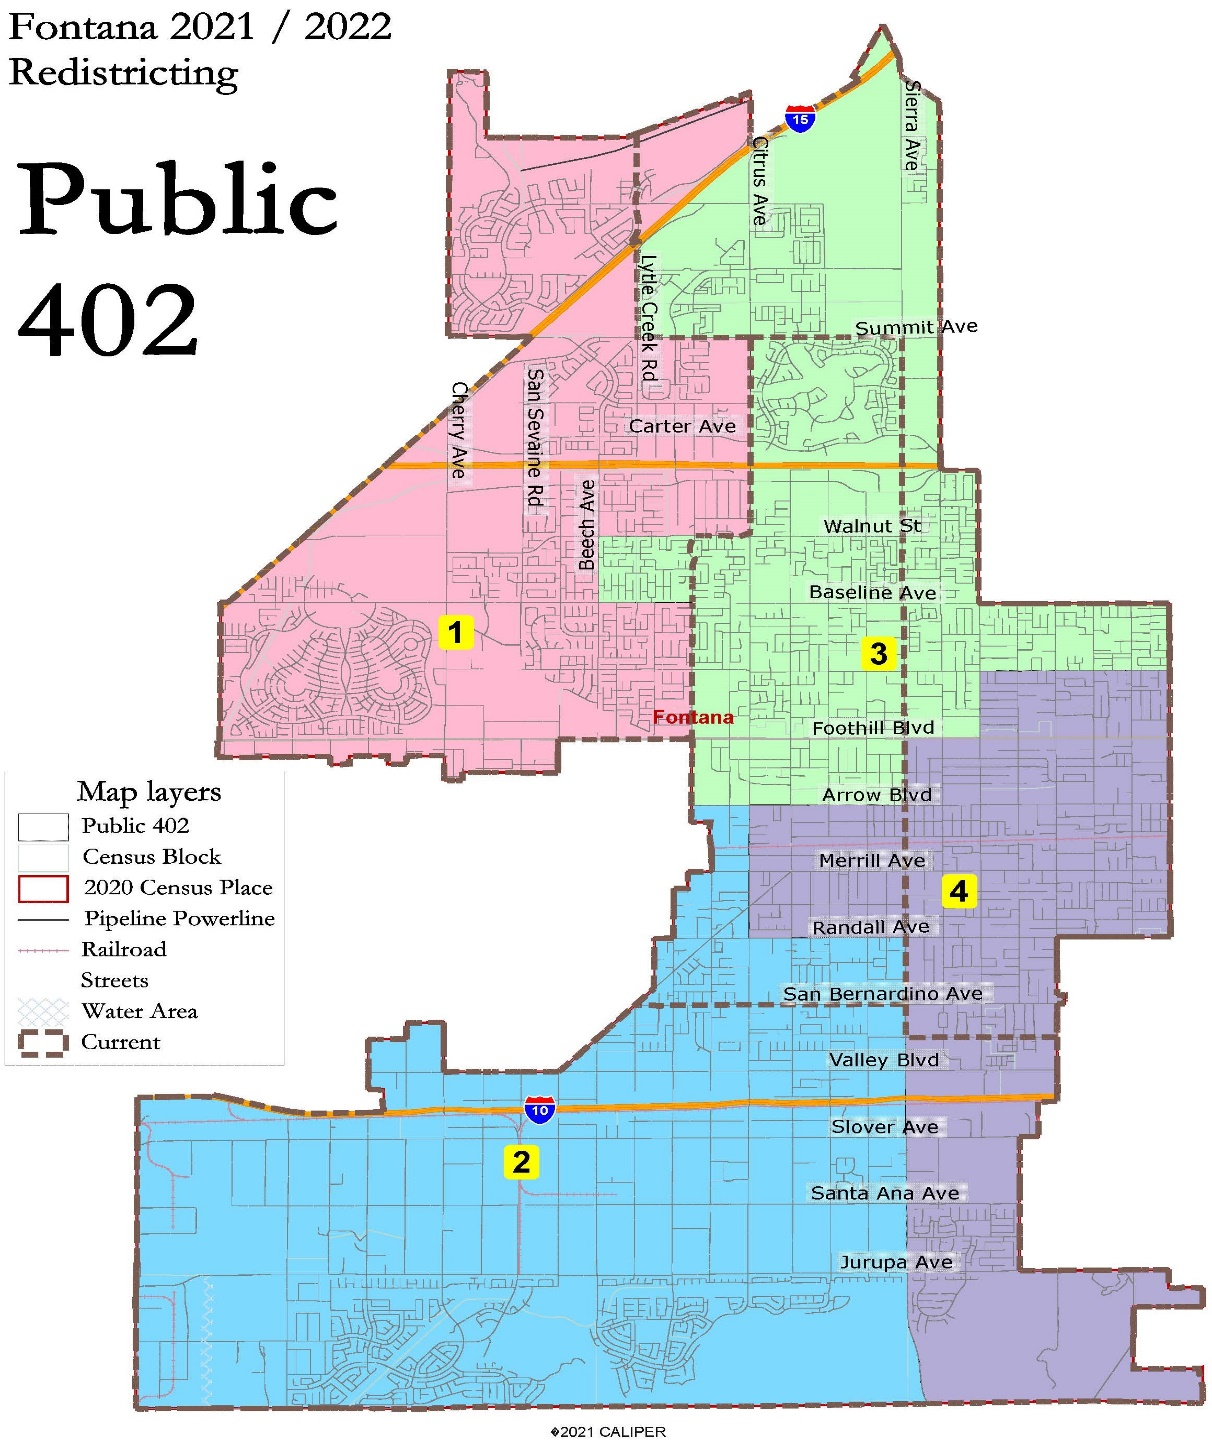 Fontana 2021 / 2022
Redistricting
Public
402
15
Sierra Ave
Citrus Ave
Lytle Creek Rd
Summit Ave
Cherry Ave
San Sevaine Rd
Carter Ave
Beech Ave
Walnut St
Baseline Ave
1
3
Fontana
Foothill Blvd
Arrow Blvd
Merrill Ave
4
Randall Ave
San Bernardino Ave
Valley Blvd
10
Slover Ave
2
Santa Ana Ave
Jurupa Ave
Map layers
Public 402
Census Block
2020 Census Place
Pipeline Powerline
Railroad
Streets
Water Area
Current
�2021 CALIPER